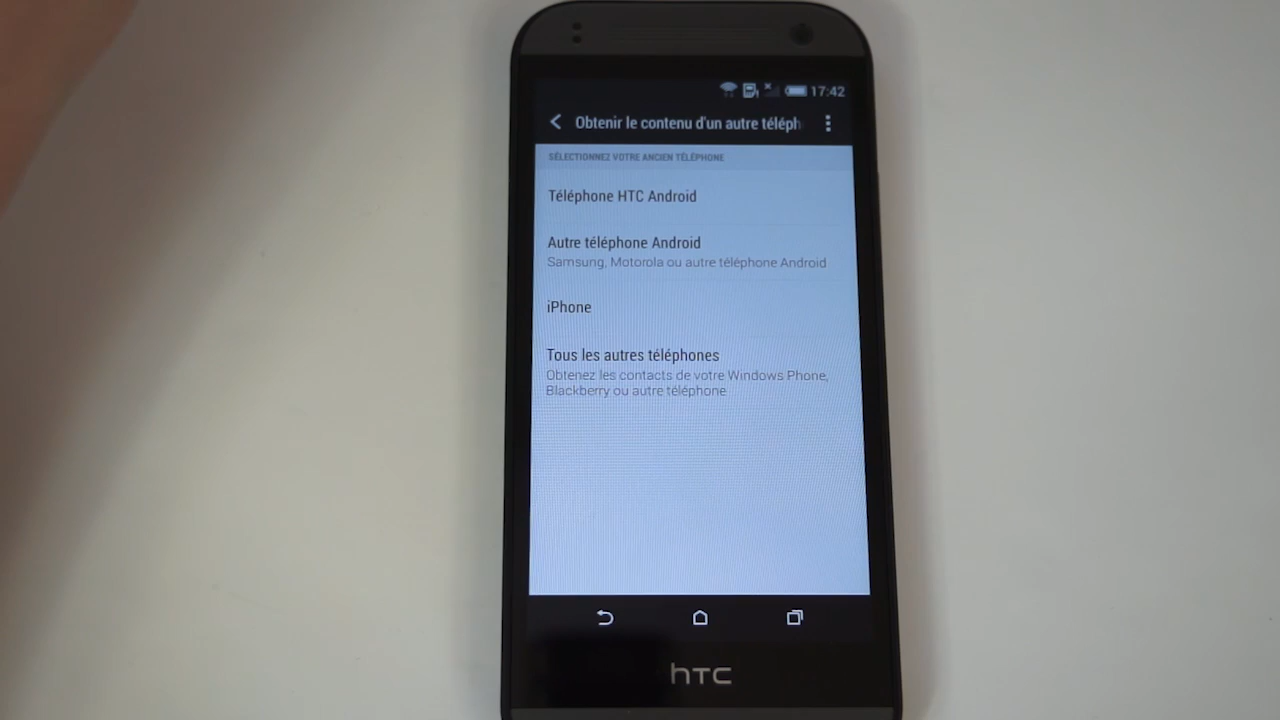 17:42
Obtenir le contenu d'un autre téléph
SÉLECTIONNEZ VOTRE ANCIEN TÉLÉPHONE
Téléphone HTC Android
Autre téléphone Android
Samsung, Motorola ou autre téléphone Android
iPhone
Tous les autres téléphones
Obtenez les contacts de votre Windows Phone,
Blackberry ou autre téléphone
hTC